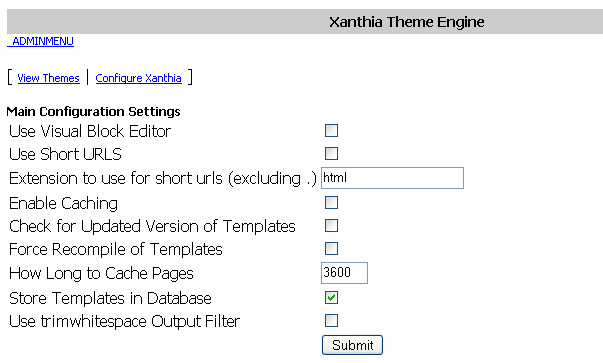 Xanthia Theme Engine
_ADMINMENU
[ View Themes | Configure Xanthia ]
Main Configuration Settings
Use Visual Block Editor
Use Short URLS
Extension to use for short urls (excluding .) html
Enable Caching
Check for Updated Version of Templates
Force Recompile of Templates
How Long to Cache Pages 3600
Store Templates in Database
Use trimwhitespace Output Filter
Submit